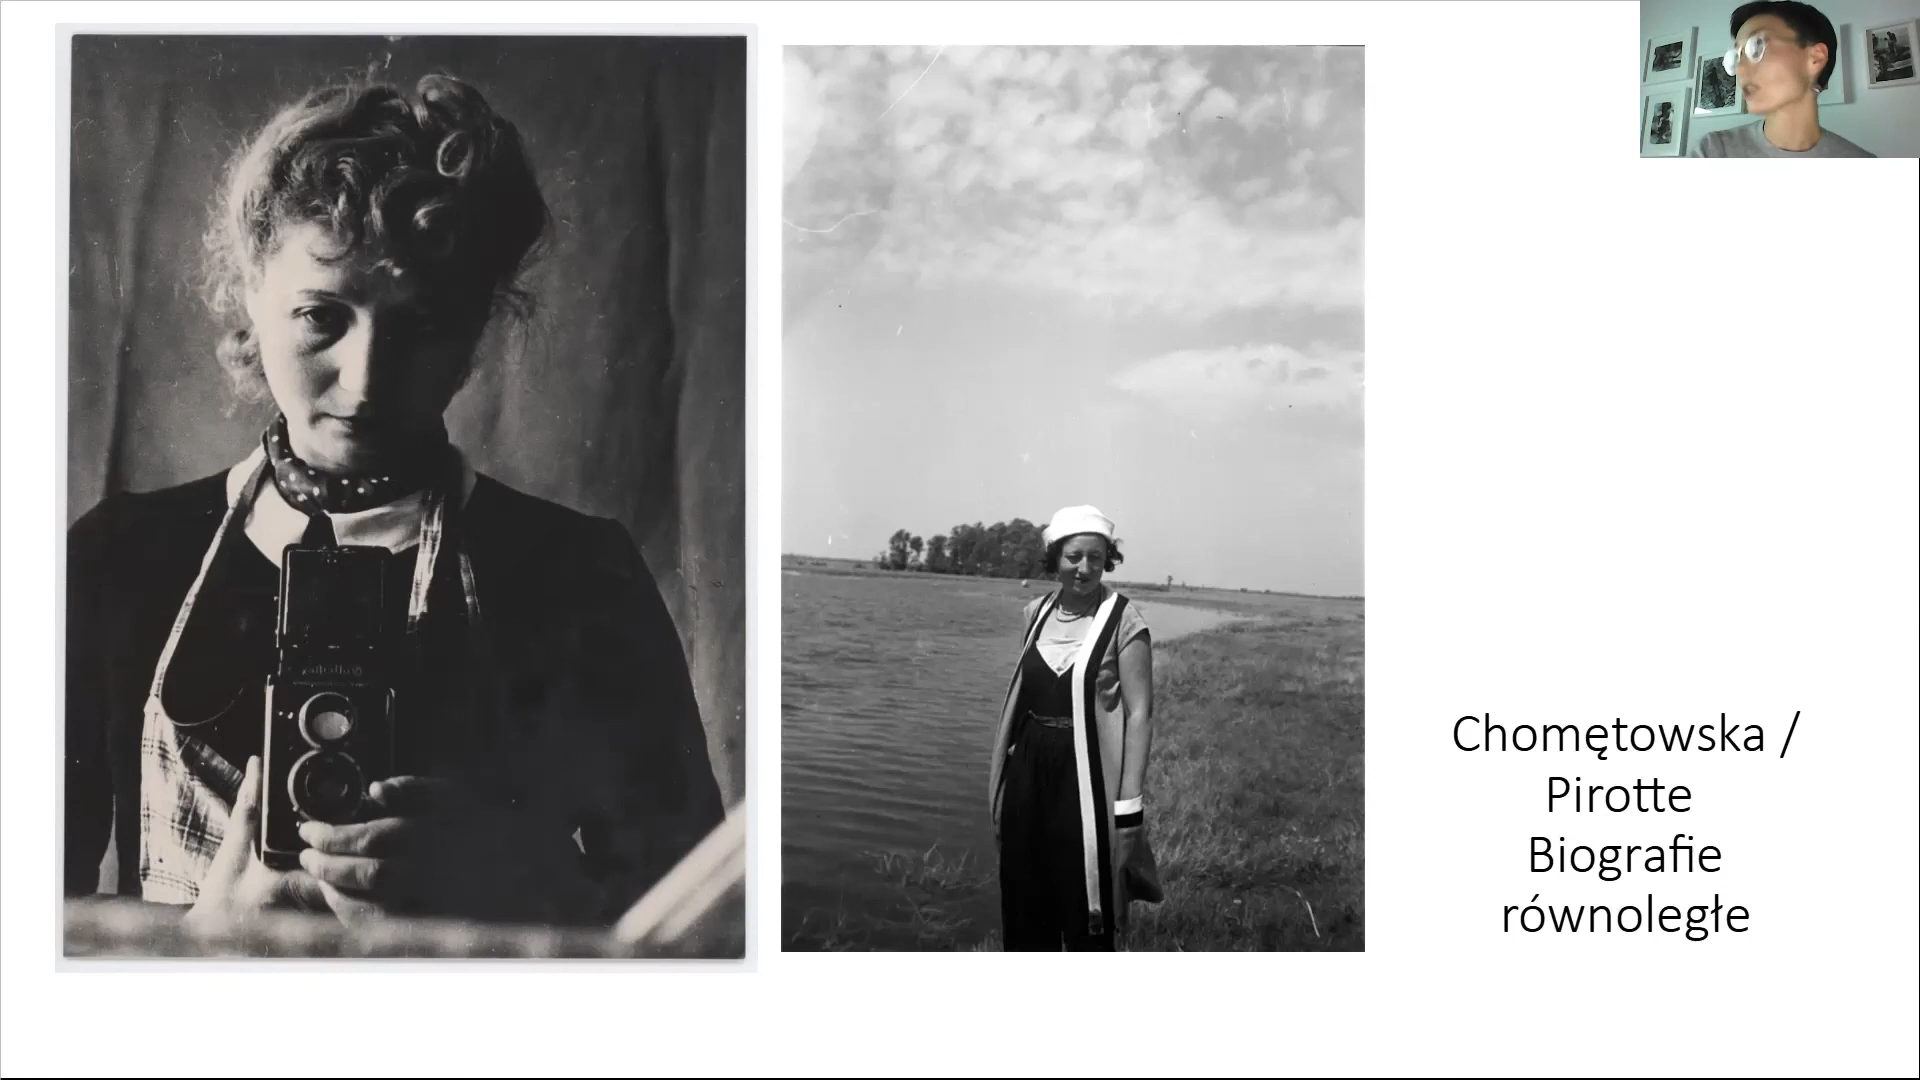 Chomętowska /
Pirotte
Biografie
równoległe